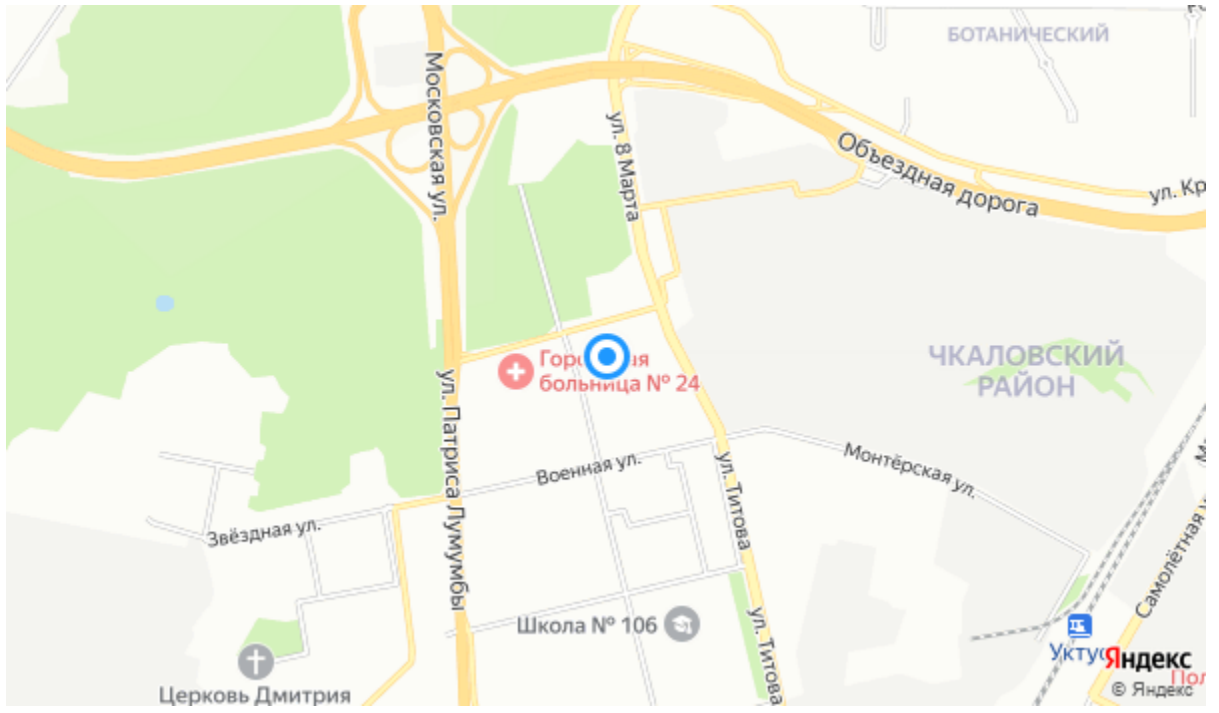 БОТАНИЧЕСКИЙ
Московская ул.
ул. 8 Марта
Объездная дорога
ул. Кр
ЧКАЛОВСКИЙ
РАЙОН
больница № 24
ул. Патриса Лумумбы
Военная ул.
ул. Титова
Монтёрская ул.
Звёздная ул.
Самолётная
Школа № 106
ул. Титова
Церковь Дмитрия
Яндекс
© Яндекс